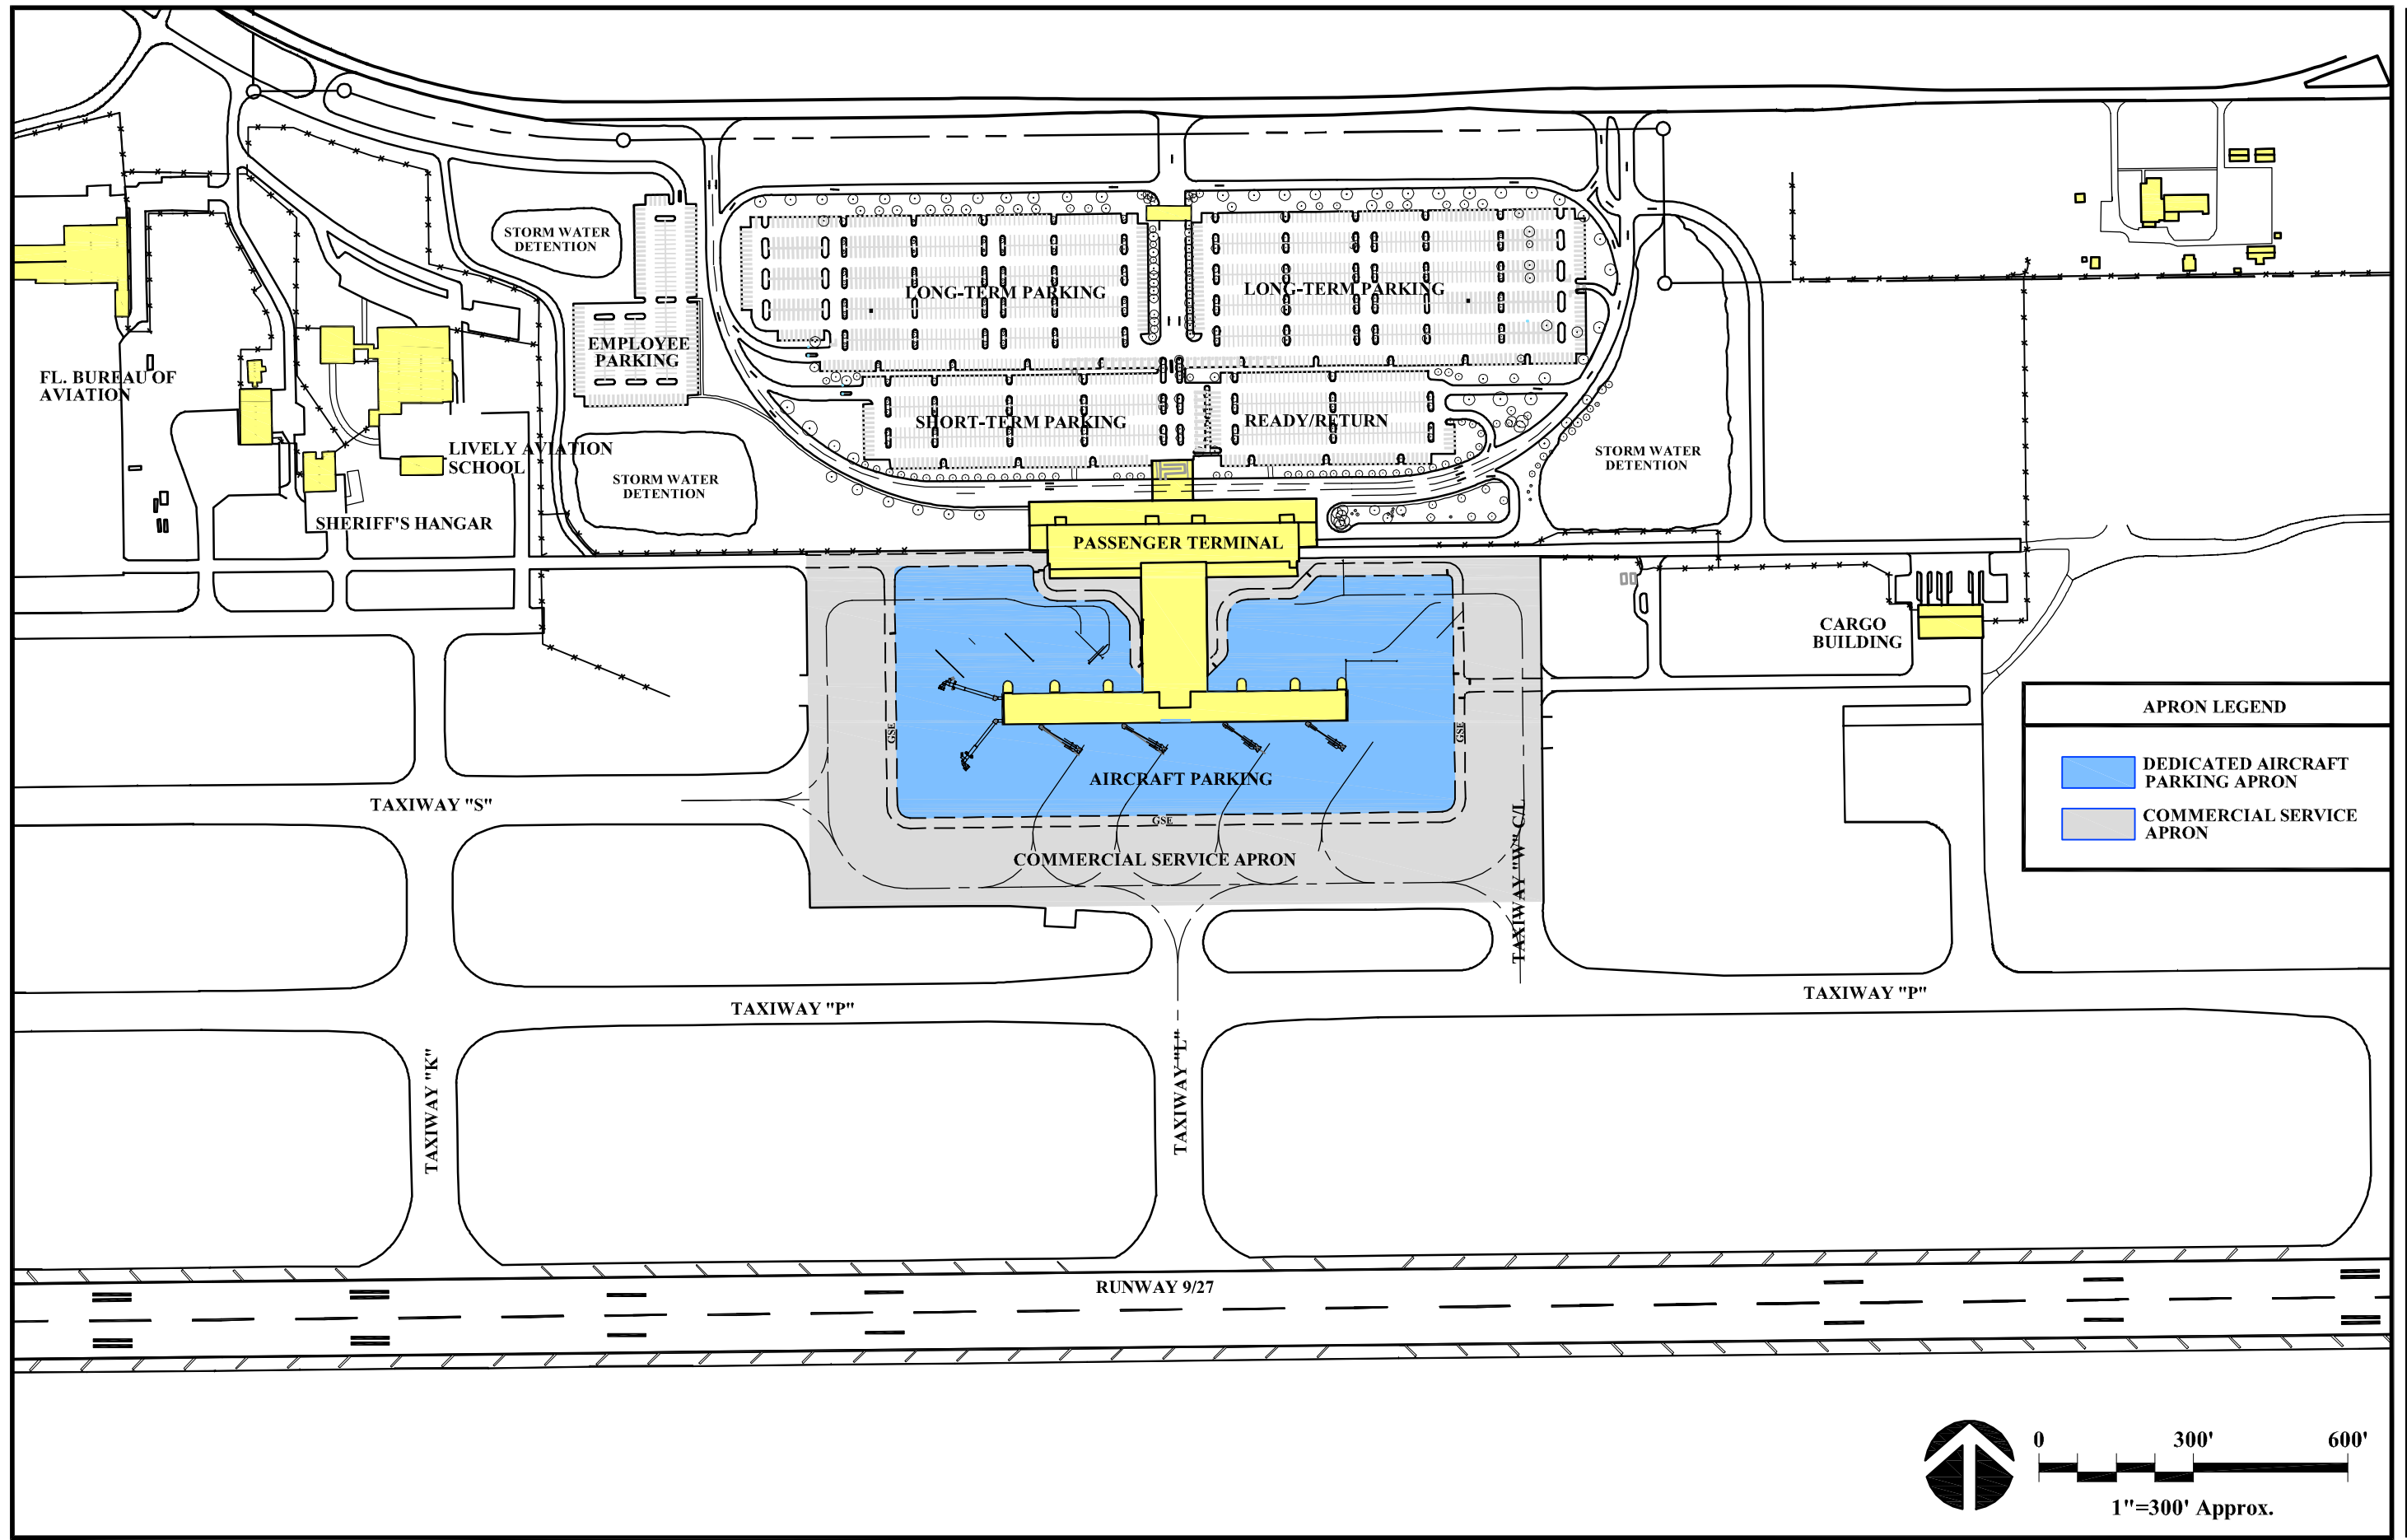 STORM WATER
DETENTION
LONG-TERM PARKING
LONG-TERM PARKING
EMPLOYEE
PARKING
FL. BUREAU OF
AVIATION
SHORT-TERM PARKING
READY/RETURN
LIVELY AVIATION
SCHOOL
STORM WATER
DETENTION
STORM WATER
DETENTION
SHERIFF'S HANGAR
PASSENGER TERMINAL
CARGO
BUILDING
APRON LEGEND
DEDICATED AIRCRAFT
PARKING APRON
COMMERCIAL SERVICE
APRON
GSE
GSE
AIRCRAFT PARKING
TAXIWAY "S"
GSE
COMMERCIAL SERVICE APRON
TAXIWAY "W" C/L
TAXIWAY "P"
TAXIWAY "P"
TAXIWAY "K"
TAXIWAY "L"
RUNWAY 9/27
0 300' 600'
1"=300' Approx.